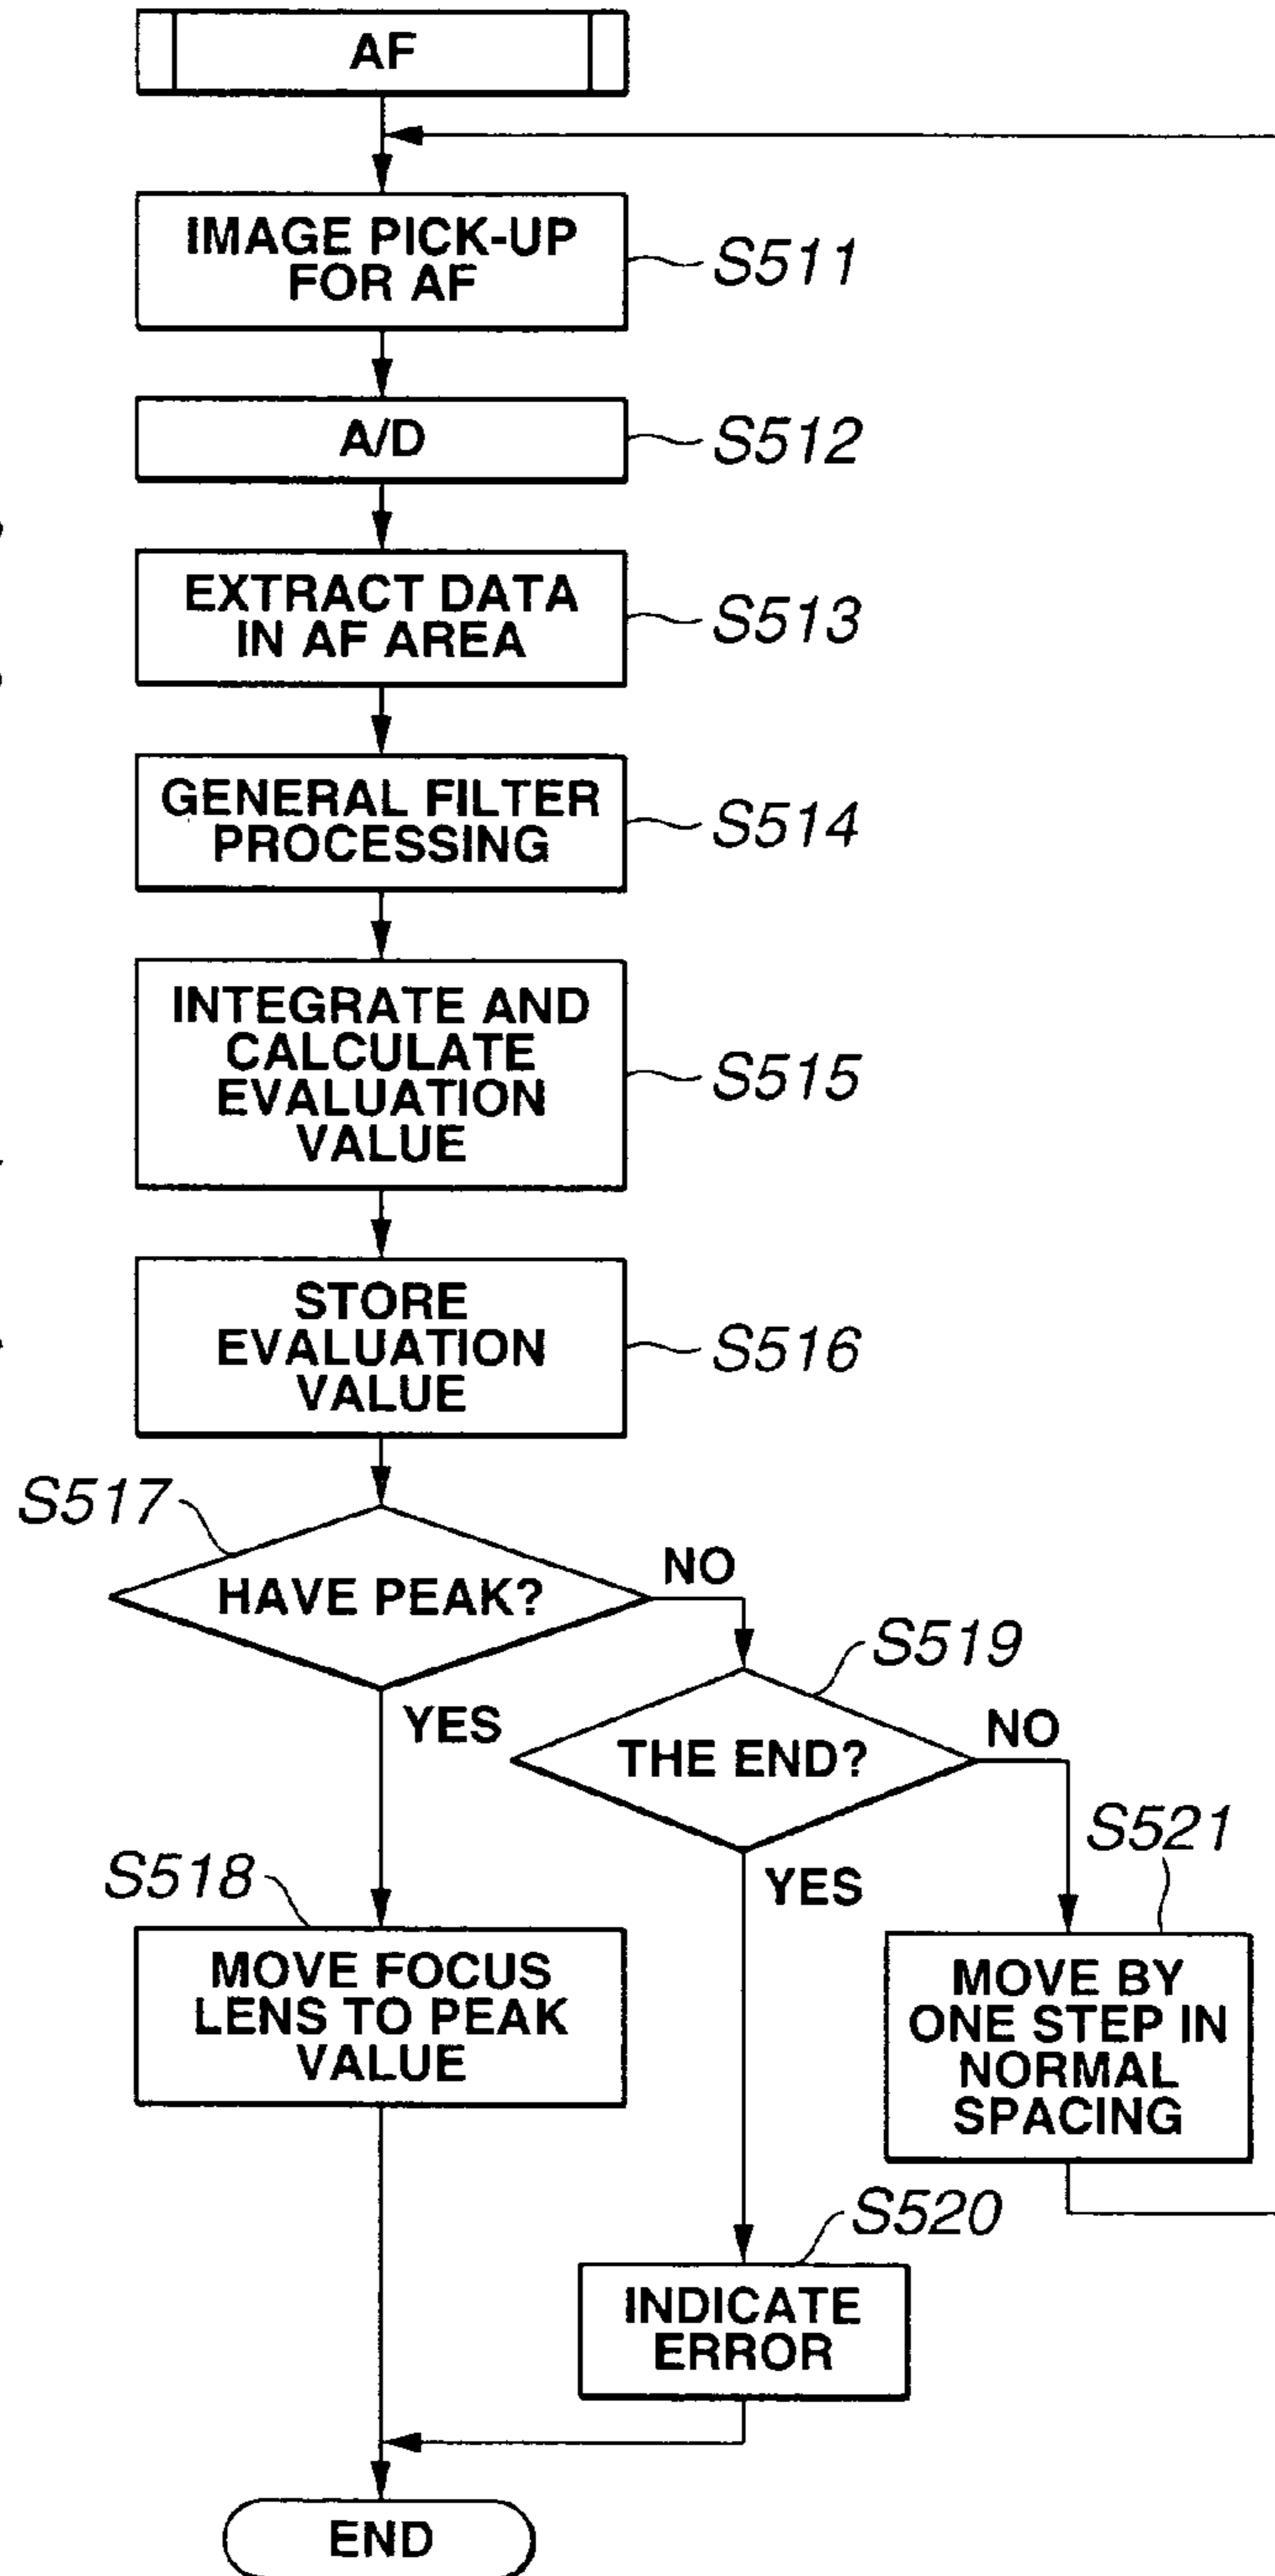 AF
IMAGE PICK-UP
FOR AF
S511
A/D
S512
EXTRACT DATA
IN AF AREA
S513
GENERAL FILTER
PROCESSING
S514
INTEGRATE AND
CALCULATE
EVALUATION
VALUE
S515
STORE
EVALUATION
VALUE
S516
S517
HAVE PEAK?
NO
YES
S519
THE END?
NO
YES
S518
MOVE FOCUS
LENS TO PEAK
VALUE
S521
MOVE BY
ONE STEP IN
NORMAL
SPACING
S520
INDICATE
ERROR
END